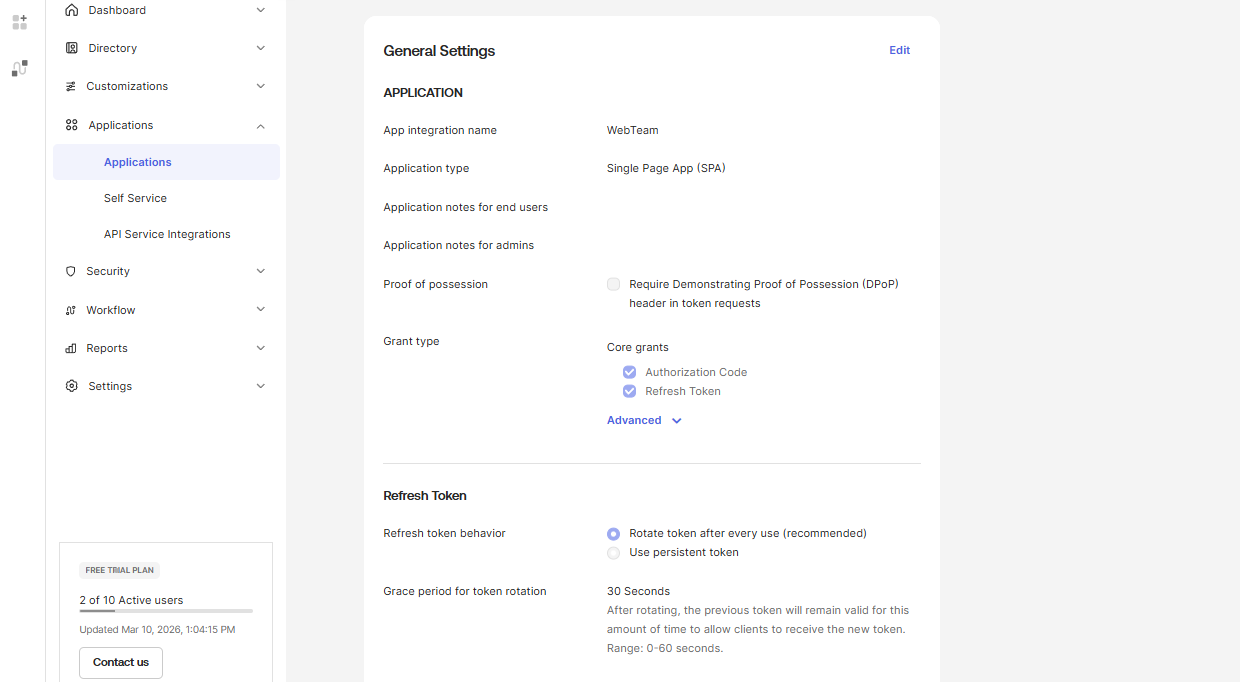 Dashboard
Directory
Customizations
Applications
Applications
Self Service
API Service Integrations
Security
Workflow
Reports
Settings
FREE TRIAL PLAN
2 of 10 Active users
Updated Mar 10, 2026, 1:04:15 PM
Contact us
General Settings
Edit
APPLICATION
App integration name
WebTeam
Application type
Single Page App (SPA)
Application notes for end users
Application notes for admins
Proof of possession
Require Demonstrating Proof of Possession (DPoP)
header in token requests
Grant type
Core grants
Authorization Code
Refresh Token
Advanced
Refresh Token
Refresh token behavior
Rotate token after every use (recommended)
Use persistent token
Grace period for token rotation
30 Seconds
After rotating, the previous token will remain valid for this
amount of time to allow clients to receive the new token.
Range: 0-60 seconds.